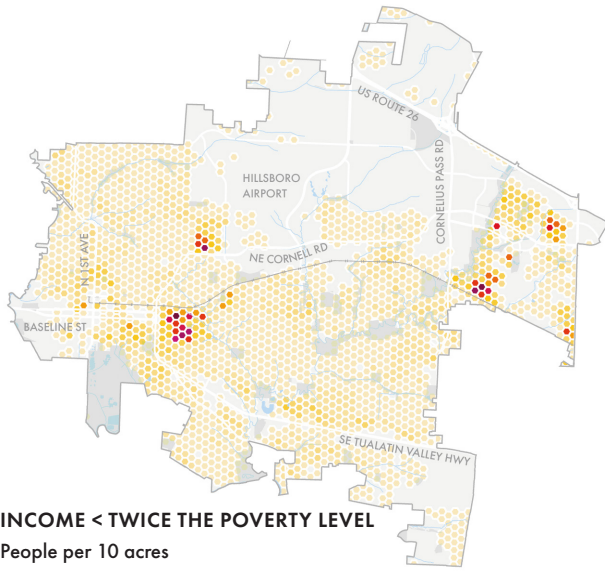 US ROUTE 26
CORNELIUS PASS RD
HILLSBORO
AIRPORT
N 1ST AVE
NE CORNELL RD
BASELINE ST
SE TUALATIN VALLEY HWY
INCOME < TWICE THE POVERTY LEVEL
People per 10 acres